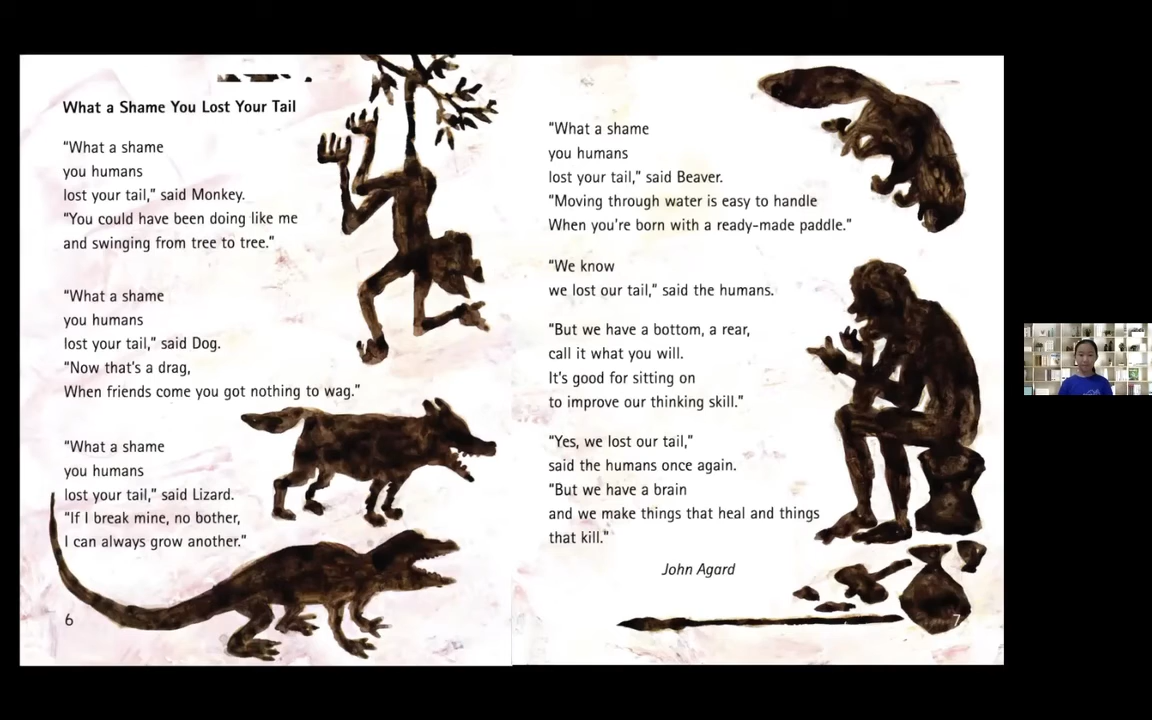 What a Shame You Lost Your Tail
“What a shame
you humans
lost your tail,” said Monkey.
“You could have been doing like me
and swinging from tree to tree.”
“What a shame
you humans
lost your tail,” said Dog.
“Now that's a drag,
When friends come you got nothing to wag.”
“What a shame
you humans
lost your tail,” said Lizard.
“If I break mine, no bother,
I can always grow another.”
6
“What a shame
you humans
lost your tail,” said Beaver.
“Moving through water is easy to handle
When you're born with a ready-made paddle.”
“We know
we lost our tail,” said the humans.
“But we have a bottom, a rear,
call it what you will.
It's good for sitting on
to improve our thinking skill.”
“Yes, we lost our tail,”
said the humans once again.
“But we have a brain
and we make things that heal and things
that kill.”
John Agard
7